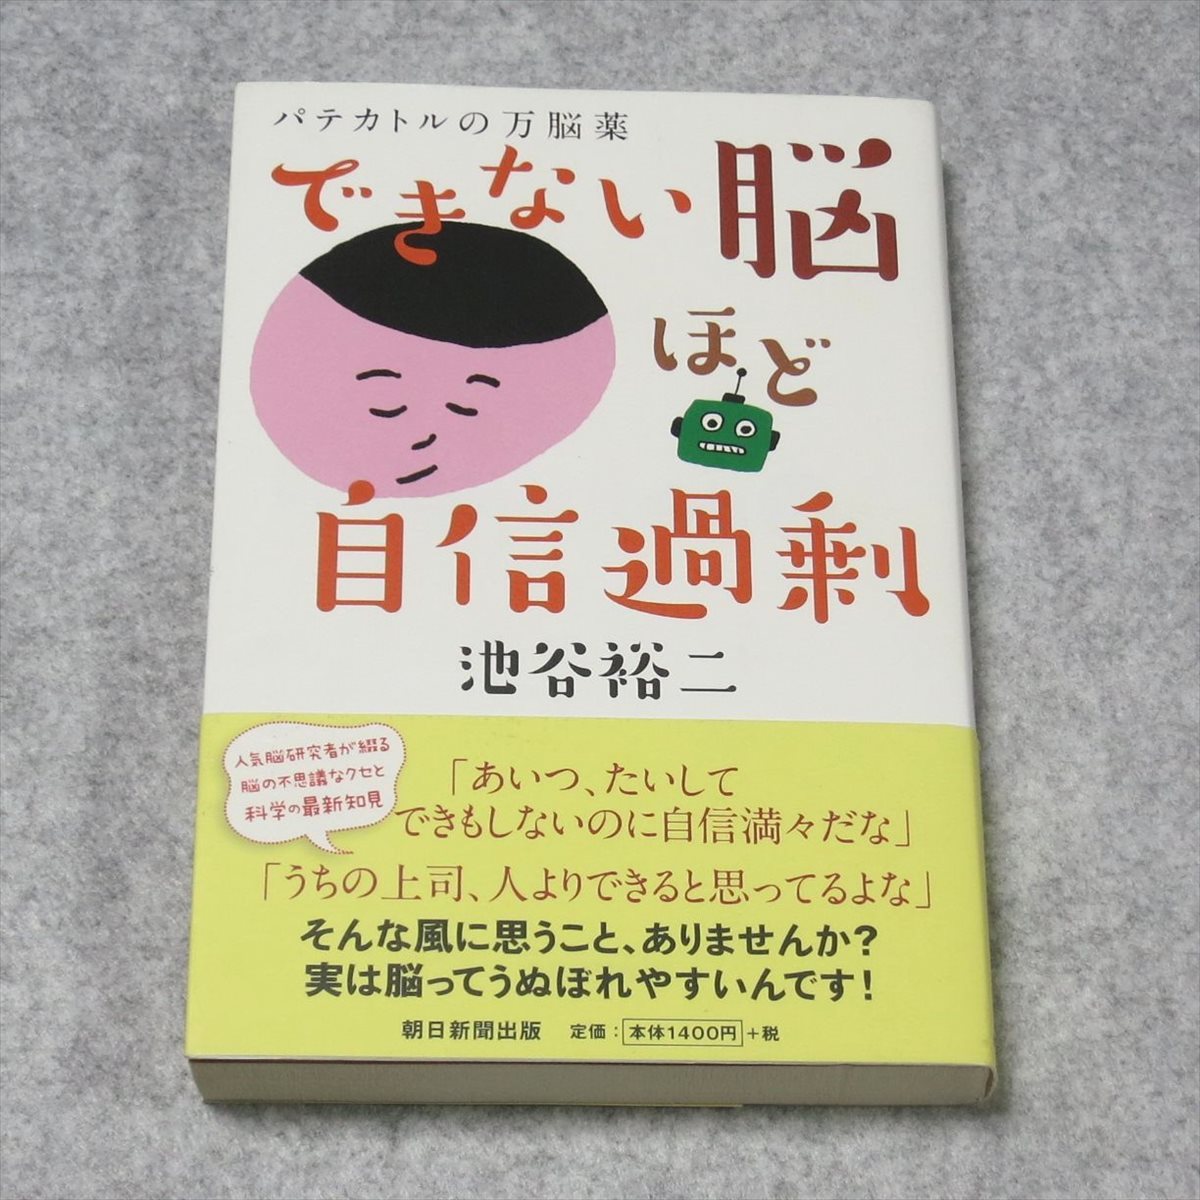 パテカトルの万脳薬
できない脳
ほど
自信過剰
池谷裕二
人気脳研究者が綴る
脳の不思議なクセと
科学の最新知見
「あいつ、たいして
できもしないのに自信満々だな」
「うちの上司、人よりできると思ってるよな」
そんな風に思うこと、ありませんか?
実は脳ってうぬぼれやすいんです!
朝日新聞出版 定価:本体1400円+税